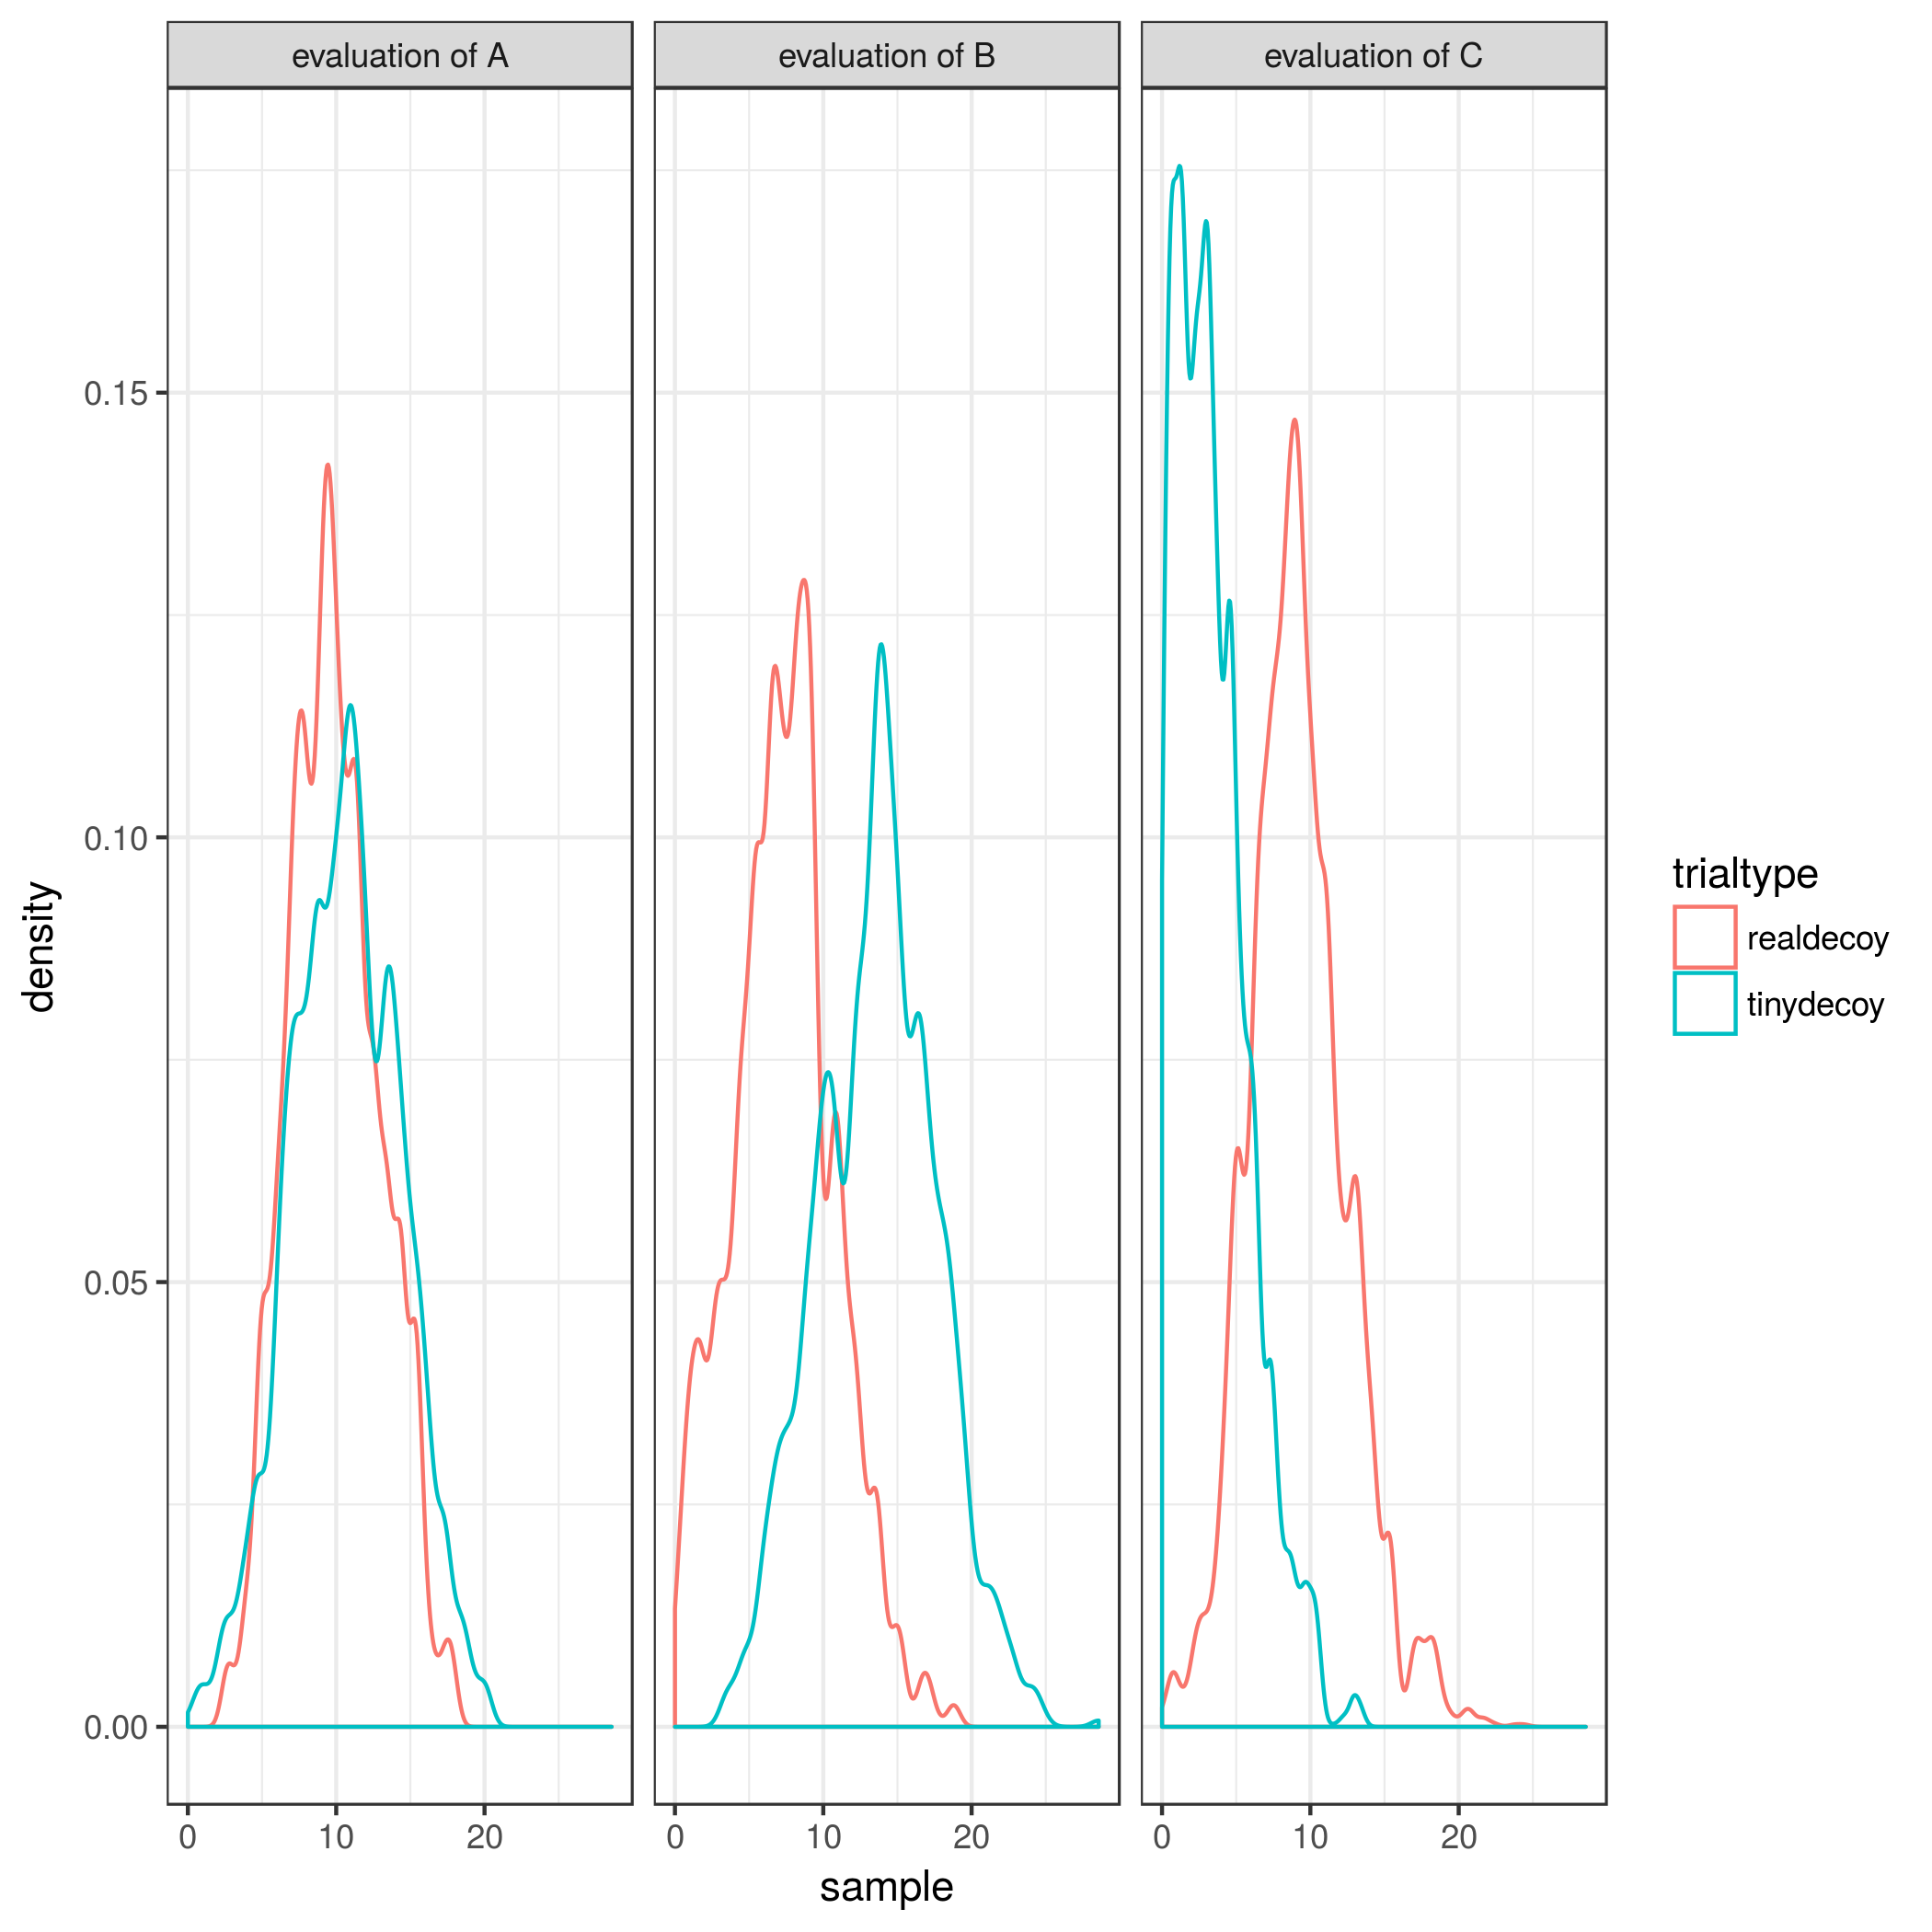 evaluation of A
evaluation of B
evaluation of C
density
0.15
0.10
0.05
0.00
0 10 20
0 10 20
0 10 20
sample
trialtype
realdecoy
tinydecoy